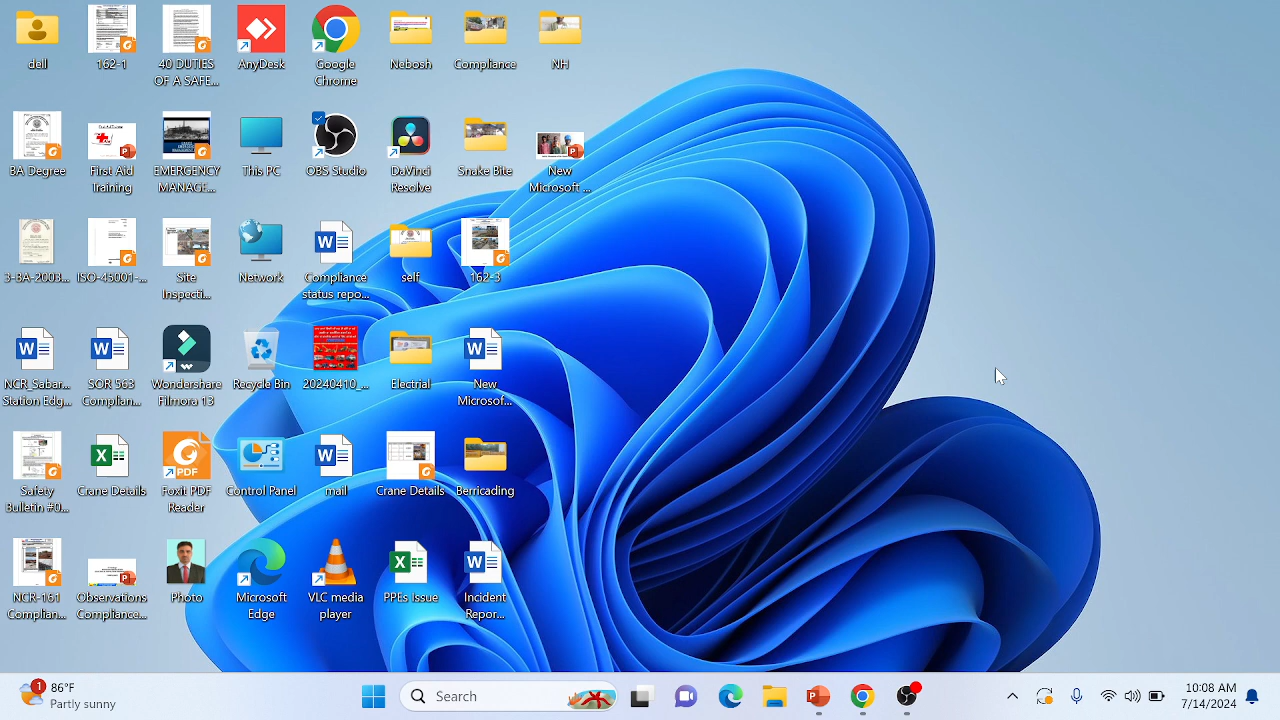 dell
162-1
40 DUTIES
OF A SAFE...
AnyDesk
Google
Chrome
Nebosh
Compliance
NH
BA Degree
First Aid
Training
EMERGENCY
MANAGE...
This PC
OBS Studio
DaVinci
Resolve
Snake Bite
New
Microsoft ...
3-BA-2003...
ISO-45001-...
Site
Inspecti...
Network
Compliance
status repo...
self
162-3
NCR_Saban...
Station Edg...
SOR 563
Complian...
Wondershare
Filmora 13
Recycle Bin
20240410_...
Electrial
New
Microsof...
Safety
Bulletin #0...
Crane Details
PDF
Foxit PDF
Reader
Control Panel
mail
Crane Details
Berricading
NCR-161
Complian...
Observations
Compliance...
Photo
Microsoft
Edge
VLC media
player
PPEs Issue
Incident
Repor...
1
86°F
Partly sunny
Search
10:08 AM
7/14/2024